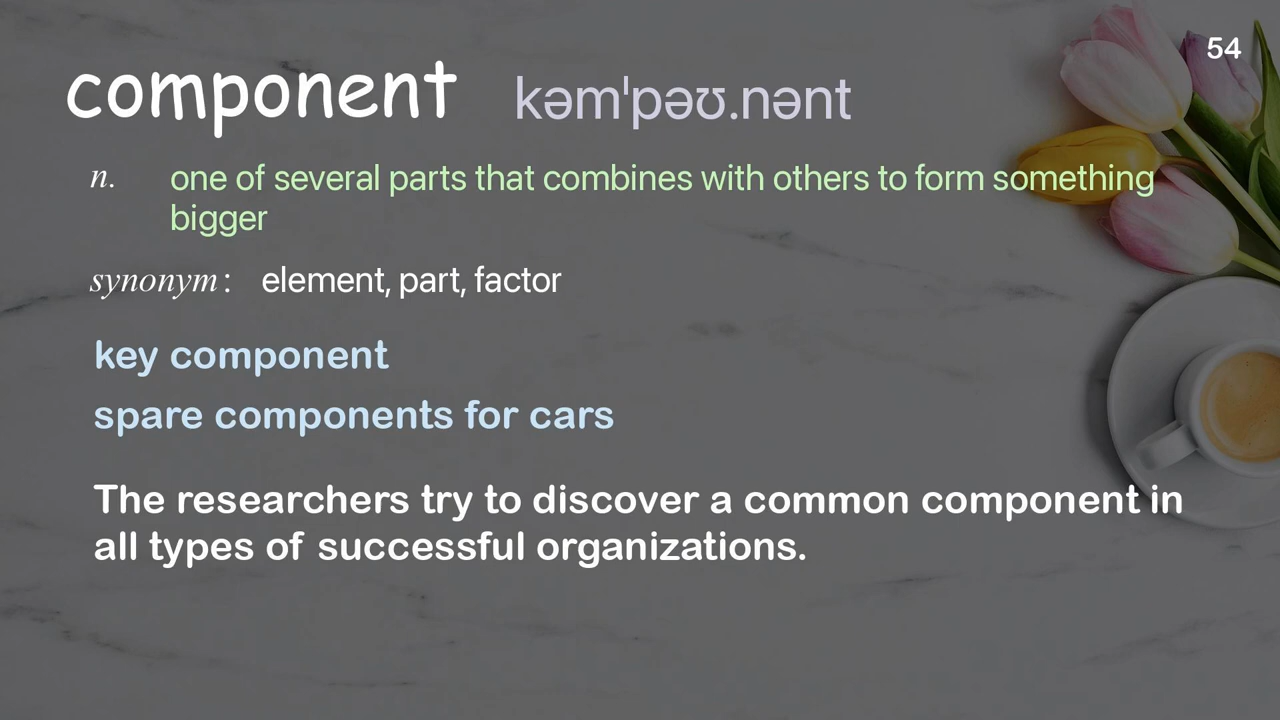 54
component kəmˈpəʊ.nənt
n. one of several parts that combines with others to form something
bigger
synonym: element, part, factor
key component
spare components for cars
The researchers try to discover a common component in
all types of successful organizations.